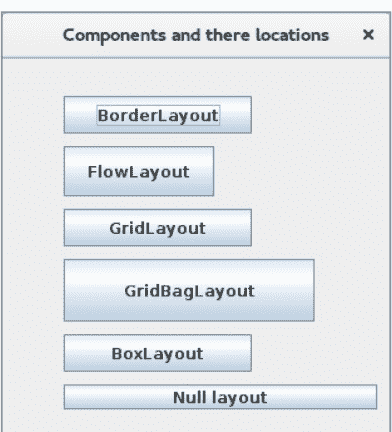 Components and there locations ×
BorderLayout
FlowLayout
GridLayout
GridBagLayout
BoxLayout
Null layout